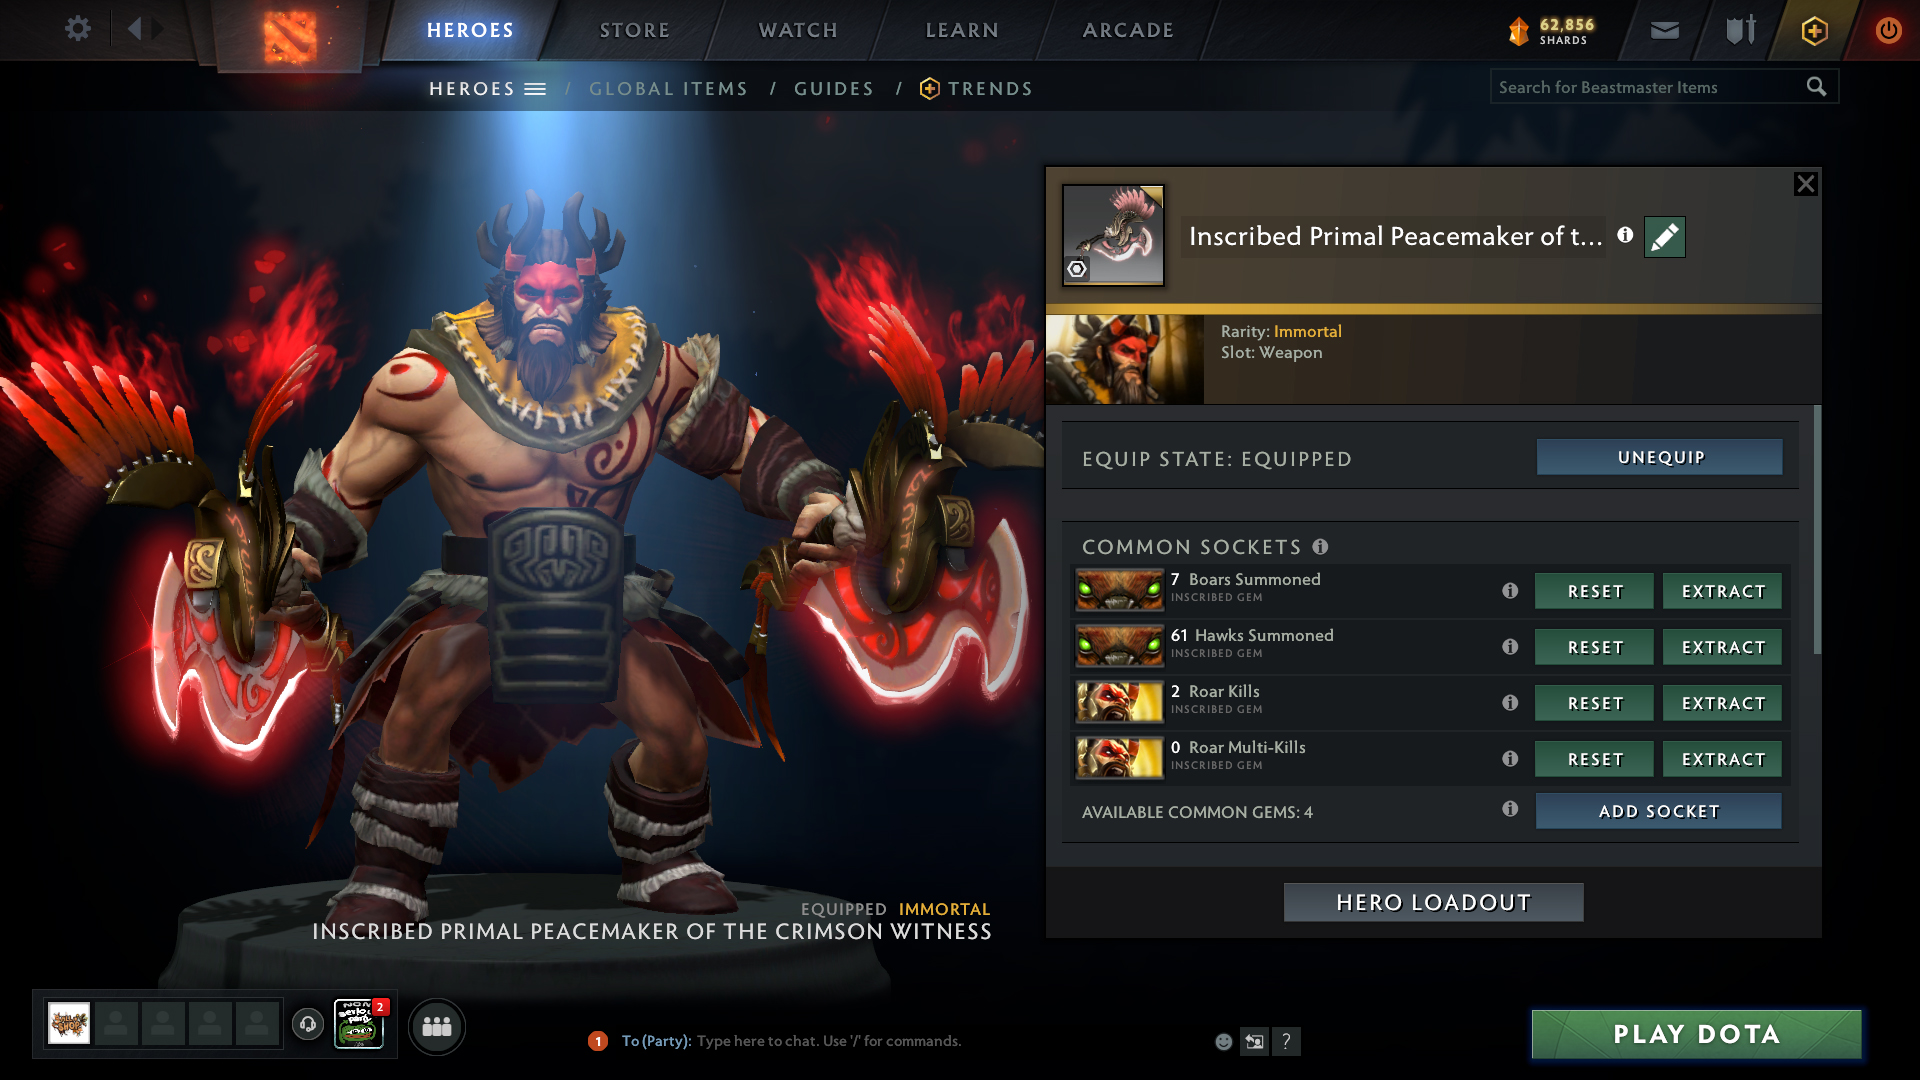 HEROES
STORE
WATCH
LEARN
ARCADE
62,856
SHARDS
HEROES / GLOBAL ITEMS / GUIDES / TRENDS
Search for Beastmaster Items
Inscribed Primal Peacemaker of t...
Rarity: Immortal
Slot: Weapon
EQUIP STATE: EQUIPPED
UNEQUIP
COMMON SOCKETS
7 Boars Summoned
INSCRIBED GEM
RESET
EXTRACT
61 Hawks Summoned
INSCRIBED GEM
RESET
EXTRACT
2 Roar Kills
INSCRIBED GEM
RESET
EXTRACT
0 Roar Multi-Kills
INSCRIBED GEM
RESET
EXTRACT
AVAILABLE COMMON GEMS: 4
ADD SOCKET
HERO LOADOUT
EQUIPPED IMMORTAL
INSCRIBED PRIMAL PEACEMAKER OF THE CRIMSON WITNESS
2
1
To (Party): Type here to chat. Use '/' for commands.
?
PLAY DOTA